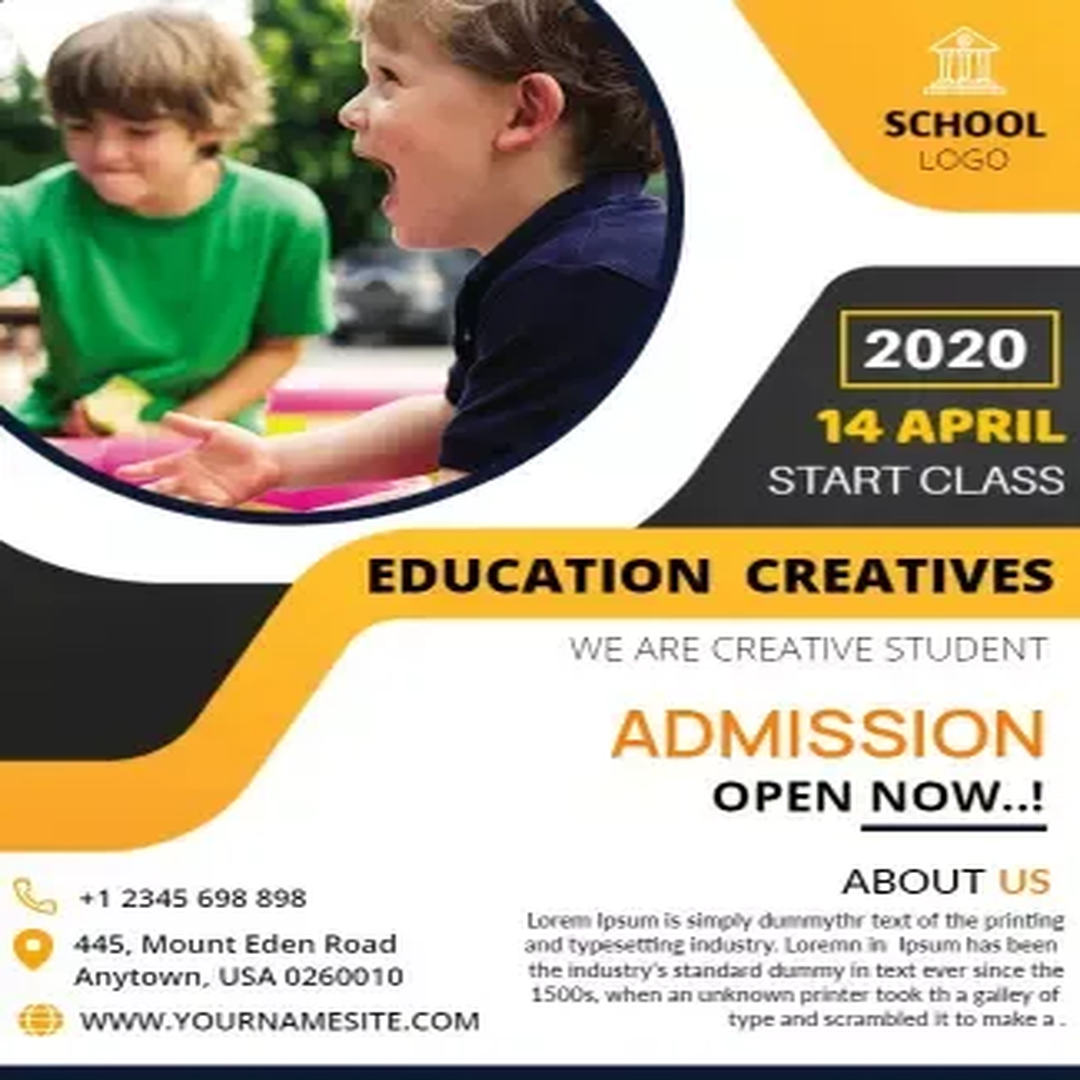 SCHOOL
LOGO
2020
14 APRIL
START CLASS
EDUCATION CREATIVES
WE ARE CREATIVE STUDENT
ADMISSION
OPEN NOW..!
ABOUT US
Lorem Ipsum is simply dummythr text of the printing
and typesetting industry. Loremn in Ipsum has been
the industry's standard dummy in text ever since the
1500s, when an unknown printer took th a galley of
type and scrambled it to make a .
+1 2345 698 898
445, Mount Eden Road
Anytown, USA 0260010
WWW.YOURNAMESITE.COM